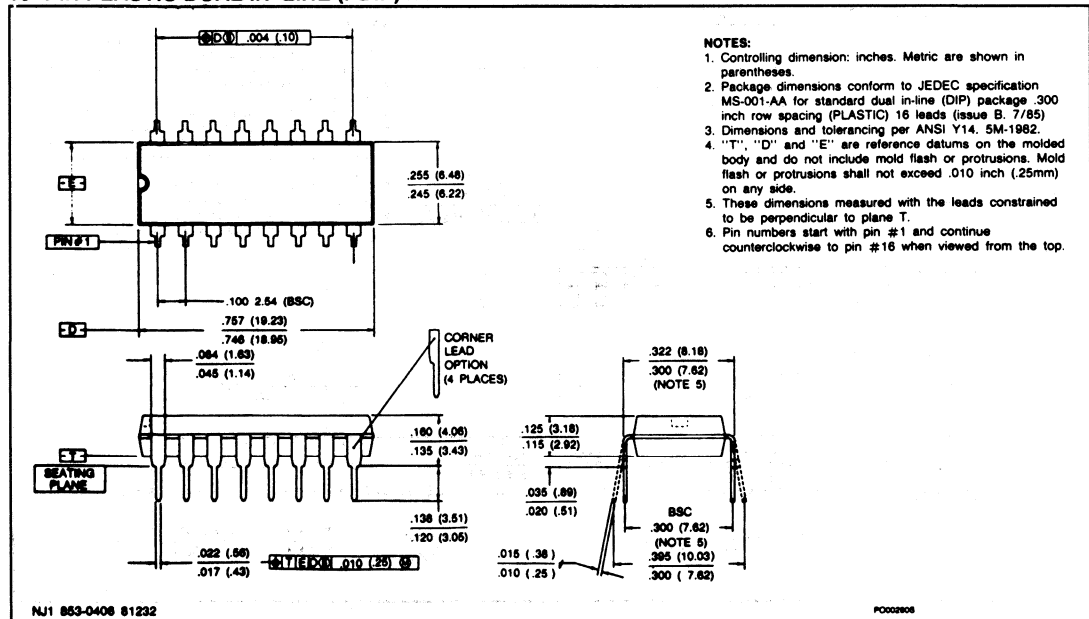 .004 (.10)
NOTES:
1. Controlling dimension: inches. Metric are shown in
parentheses.
2. Package dimensions conform to JEDEC specification
MS-001-AA for standard dual in-line (DIP) package .300
inch row spacing (PLASTIC) 16 leads (issue B. 7/85)
3. Dimensions and tolerancing per ANSI Y14. 5M-1982.
4. "T", "D" and "E" are reference datums on the molded
body and do not include mold flash or protrusions. Mold
flash or protrusions shall not exceed .010 inch (.25mm)
on any side.
5. These dimensions measured with the leads constrained
to be perpendicular to plane T.
6. Pin numbers start with pin #1 and continue
counterclockwise to pin #16 when viewed from the top.
-E-
.255 (6.48)
.245 (6.22)
PIN #1
.100 2.54 (BSC)
-D-
.757 (19.23)
.746 (18.95)
.064 (1.63)
.045 (1.14)
CORNER
LEAD
OPTION
(4 PLACES)
.322 (8.18)
.300 (7.62)
(NOTE 5)
.160 (4.06)
.135 (3.43)
.125 (3.18)
.115 (2.92)
-T-
SEATING
PLANE
.035 (.89)
.020 (.51)
.138 (3.51)
.120 (3.05)
BSC
.300 (7.62)
(NOTE 5)
.395 (10.03)
.300 ( 7.62)
.022 (.56)
.017 (.43)
.010 (.25)
.015 ( .38)
.010 (.25 )
NJ1 853-0406 81232